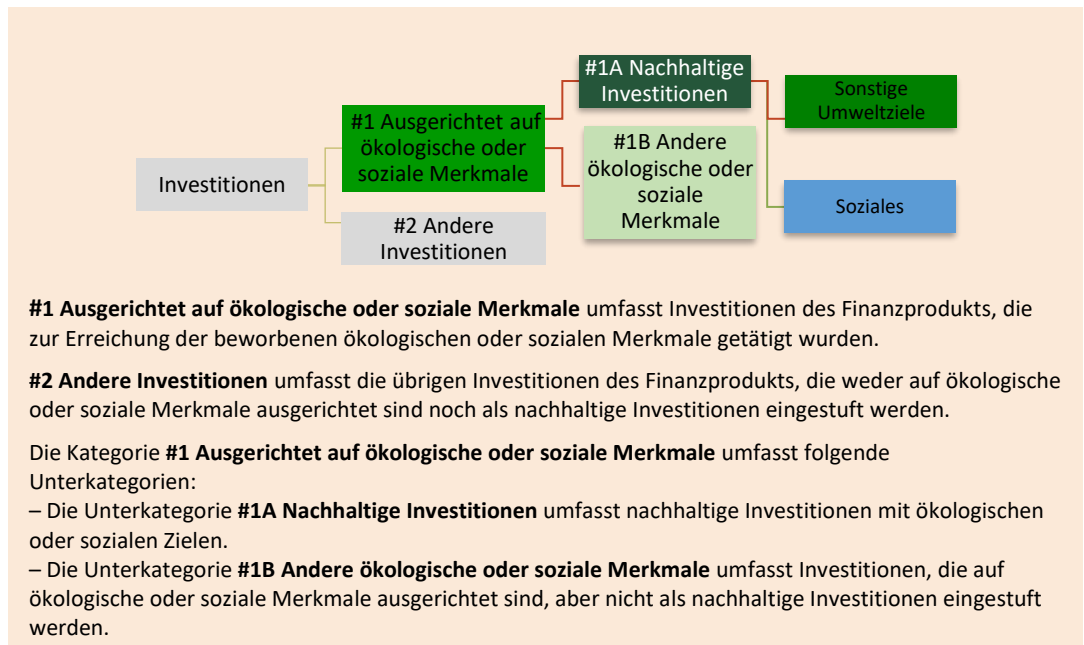 #1A Nachhaltige
Investitionen
Sonstige
Umweltziele
#1 Ausgerichtet auf
ökologische oder
soziale Merkmale
#1B Andere
ökologische oder
soziale
Merkmale
Investitionen
Soziales
#2 Andere
Investitionen
#1 Ausgerichtet auf ökologische oder soziale Merkmale umfasst Investitionen des Finanzprodukts, die
zur Erreichung der beworbenen ökologischen oder sozialen Merkmale getätigt wurden.
#2 Andere Investitionen umfasst die übrigen Investitionen des Finanzprodukts, die weder auf ökologische
oder soziale Merkmale ausgerichtet sind noch als nachhaltige Investitionen eingestuft werden.
Die Kategorie #1 Ausgerichtet auf ökologische oder soziale Merkmale umfasst folgende
Unterkategorien:
– Die Unterkategorie #1A Nachhaltige Investitionen umfasst nachhaltige Investitionen mit ökologischen
oder sozialen Zielen.
– Die Unterkategorie #1B Andere ökologische oder soziale Merkmale umfasst Investitionen, die auf
ökologische oder soziale Merkmale ausgerichtet sind, aber nicht als nachhaltige Investitionen eingestuft
werden.